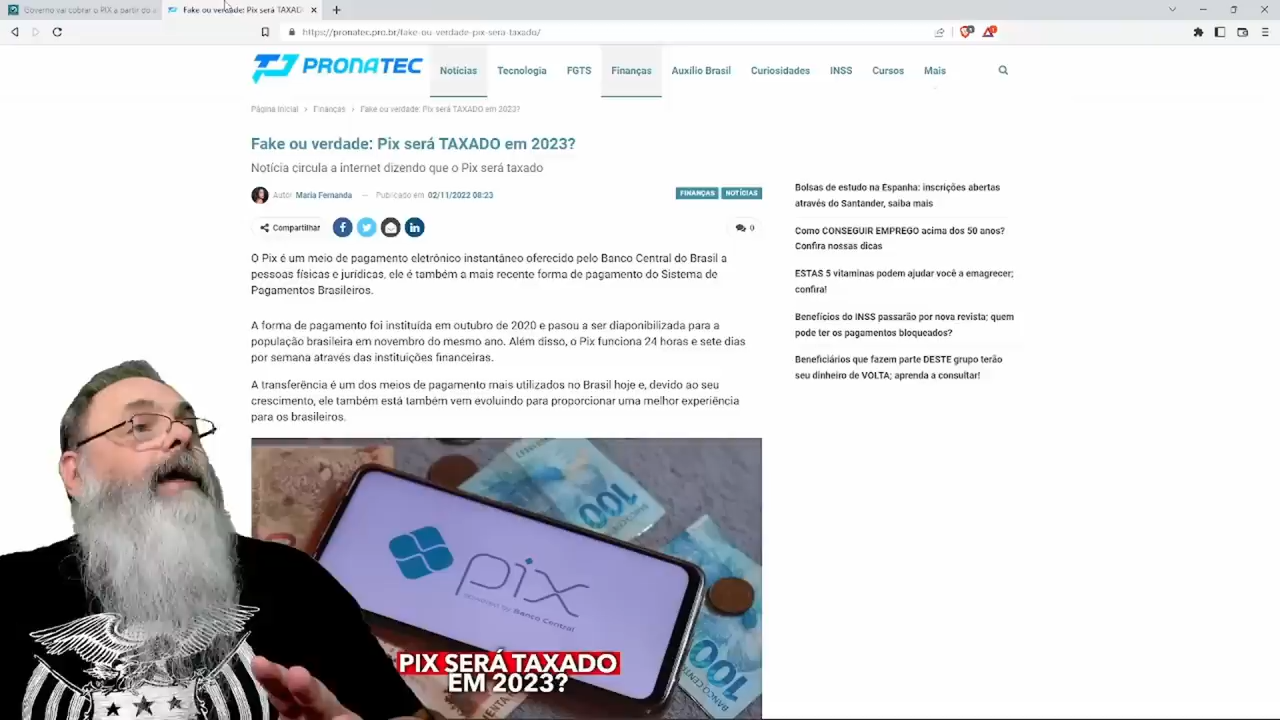 Governo vai cobrar o PIX a partir do a
Fake ou verdade: Pix será TAXAD
https://pronatec.pro.br/fake-ou-verdade-pix-sera-taxado/
PRONATEC
Notícias Tecnologia FGTS Finanças Auxílio Brasil Curiosidades INSS Cursos Mais
Página Inicial > Finanças > Fake ou verdade: Pix será TAXADO em 2023?
Fake ou verdade: Pix será TAXADO em 2023?
Notícia circula a internet dizendo que o Pix será taxado
Autor Maria Fernanda — Publicado em 02/11/2022 08:23
FINANÇAS NOTÍCIAS
Compartilhar
0
O Pix é um meio de pagamento eletrônico instantâneo oferecido pelo Banco Central do Brasil a
pessoas físicas e jurídicas, ele é também a mais recente forma de pagamento do Sistema de
Pagamentos Brasileiros.
A forma de pagamento foi instituída em outubro de 2020 e pasou a ser disponibilizada para a
população brasileira em novembro do mesmo ano. Além disso, o Pix funciona 24 horas e sete dias
por semana através das instituições financeiras.
A transferência é um dos meios de pagamento mais utilizados no Brasil hoje e, devido ao seu
crescimento, ele também está também vem evoluindo para proporcionar uma melhor experiência
para os brasileiros.
Bolsas de estudo na Espanha: inscrições abertas
através do Santander, saiba mais
Como CONSEGUIR EMPREGO acima dos 50 anos?
Confira nossas dicas
ESTAS 5 vitaminas podem ajudar você a emagrecer;
confira!
Benefícios do INSS passarão por nova revista; quem
pode ter os pagamentos bloqueados?
Beneficiários que fazem parte DESTE grupo terão
seu dinheiro de VOLTA; aprenda a consultar!
100
pix
powered by Banco Central
100
PIX SERÁ TAXADO
EM 2023?